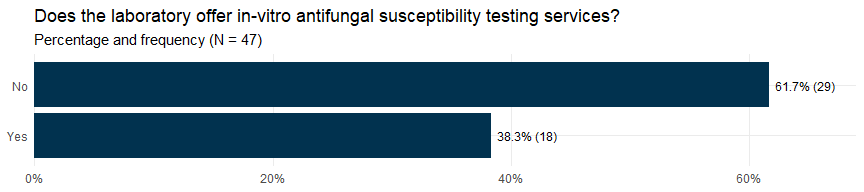 Does the laboratory offer in-vitro antifungal susceptibility testing services?
Percentage and frequency (N = 47)
No 61.7% (29)
Yes 38.3% (18)
0% 20% 40% 60%